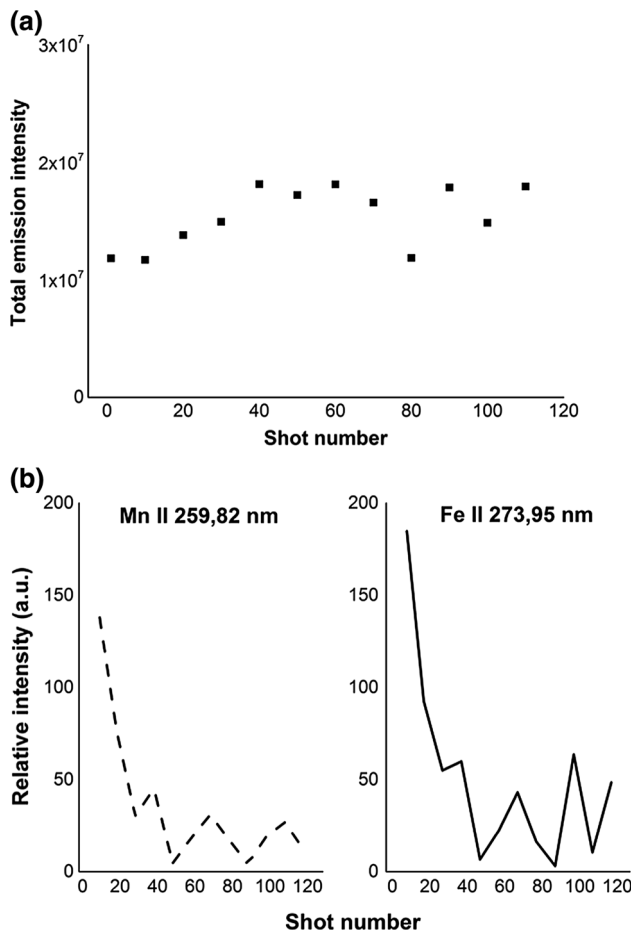 (a)
Total emission intensity
3x10⁷
2x10⁷
1x10⁷
0
0 20 40 60 80 100 120
Shot number
(b)
Relative intensity (a.u.)
Mn II 259,82 nm
200
150
100
50
0
0 20 40 60 80 100 120
Fe II 273,95 nm
200
150
100
50
0
0 20 40 60 80 100 120
Shot number